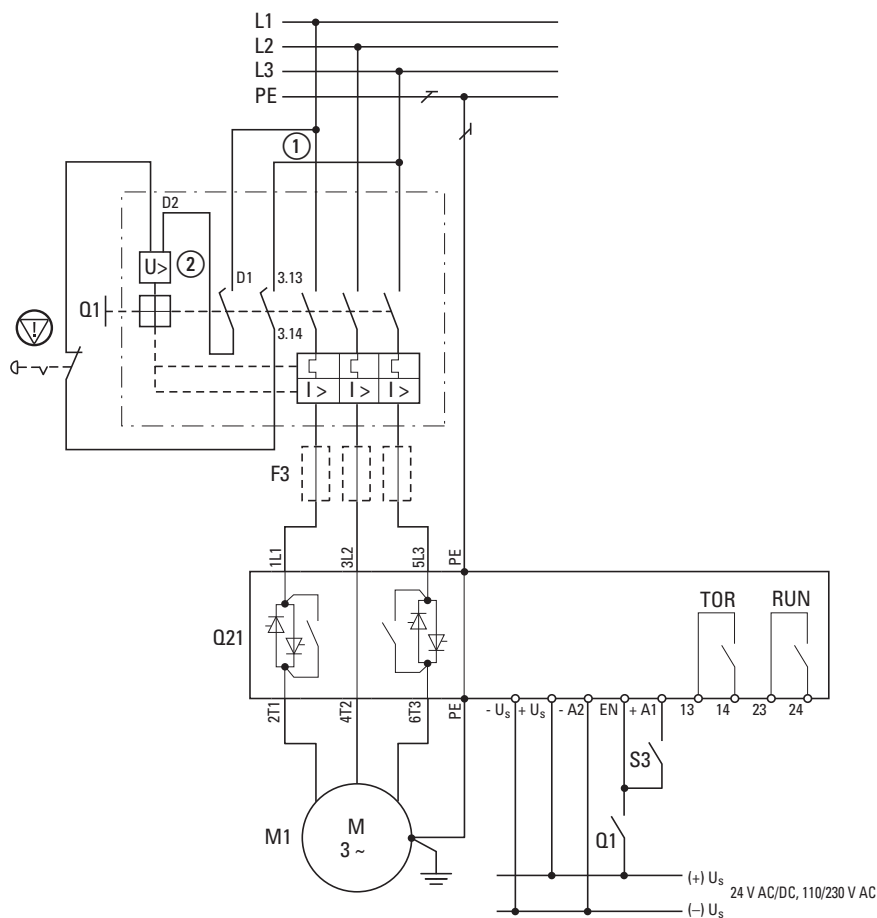 L1
L2
L3
PE
1
D2
U>
2
D1
3.13
Q1
!
3.14
I > I > I >
F3
1L1
3L2
5L3
PE
TOR
RUN
Q21
2T1
4T2
6T3
PE
- Us + Us - A2 EN + A1 13 14 23 24
S3
M1
M
3 ~
Q1
(+) Us
24 V AC/DC, 110/230 V AC
(–) Us